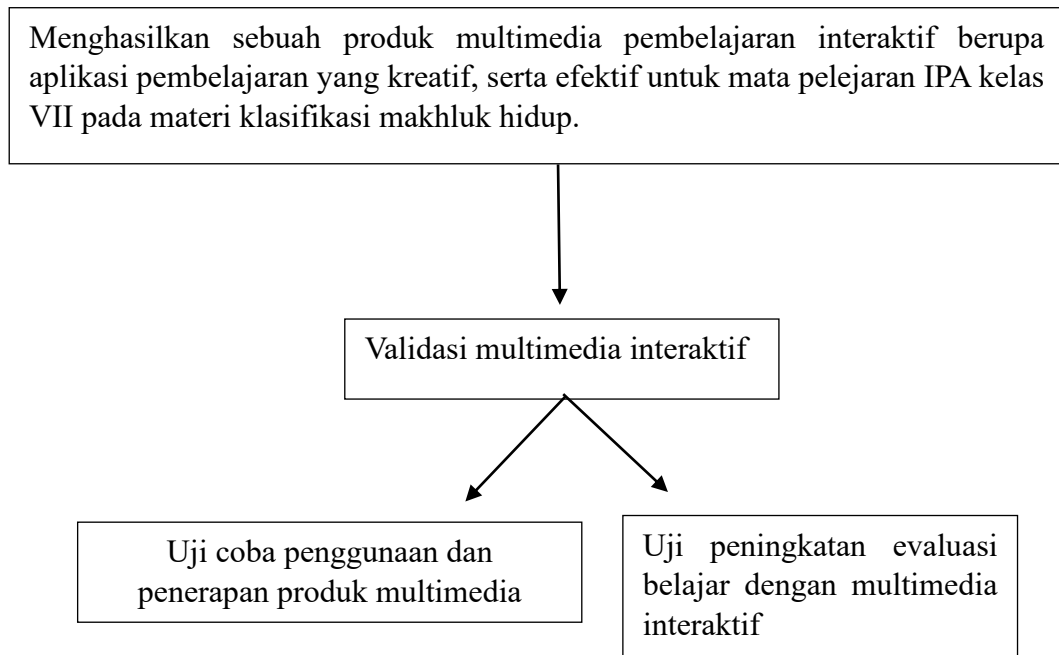 Menghasilkan sebuah produk multimedia pembelajaran interaktif berupa
aplikasi pembelajaran yang kreatif, serta efektif untuk mata pelejaran IPA kelas
VII pada materi klasifikasi makhluk hidup.
Validasi multimedia interaktif
Uji coba penggunaan dan
penerapan produk multimedia
Uji peningkatan evaluasi
belajar dengan multimedia
interaktif